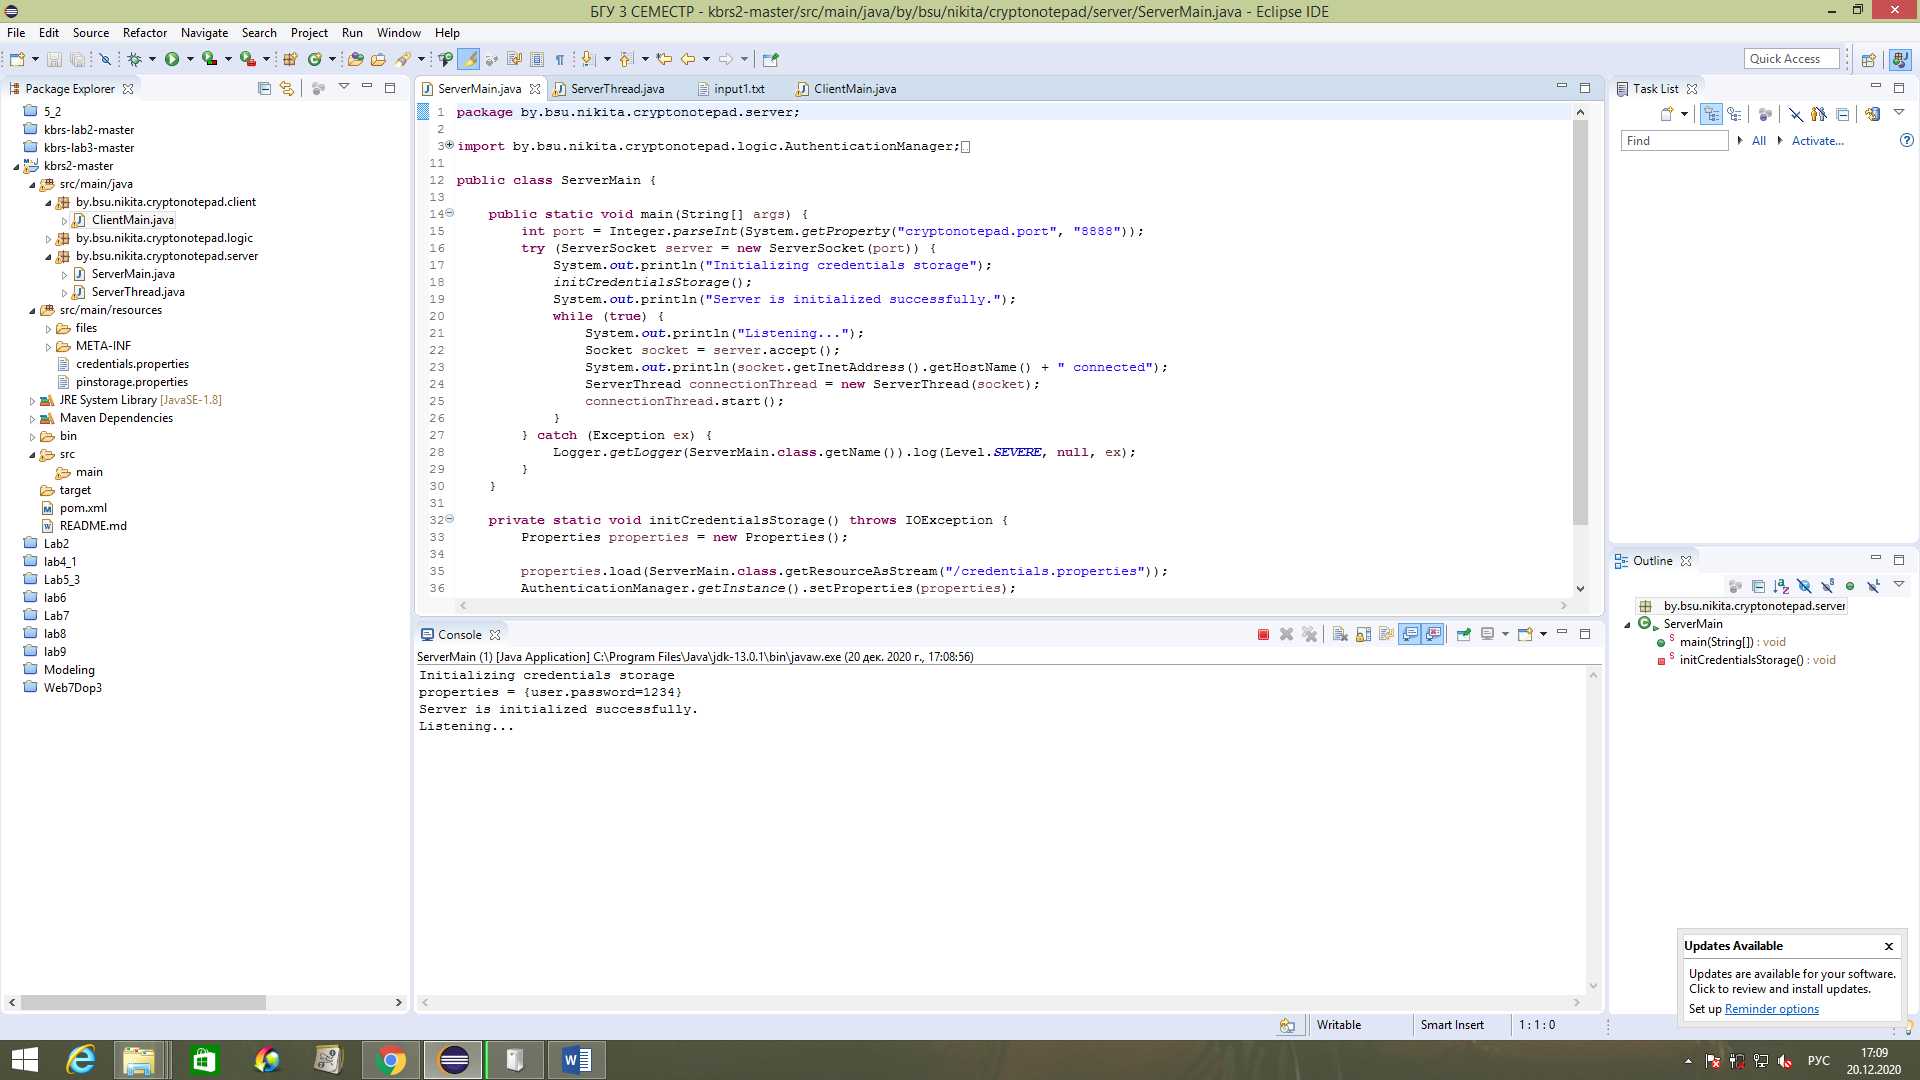 БГУ 3 СЕМЕСТР - kbrs2-master/src/main/java/by/bsu/nikita/cryptonotepad/server/ServerMain.java - Eclipse IDE
File Edit Source Refactor Navigate Search Project Run Window Help
Quick Access
Package Explorer
5_2
kbrs-lab2-master
kbrs-lab3-master
kbrs2-master
src/main/java
by.bsu.nikita.cryptonotepad.client
ClientMain.java
by.bsu.nikita.cryptonotepad.logic
by.bsu.nikita.cryptonotepad.server
ServerMain.java
ServerThread.java
src/main/resources
files
META-INF
credentials.properties
pinstorage.properties
JRE System Library [JavaSE-1.8]
Maven Dependencies
bin
src
main
target
pom.xml
README.md
Lab2
lab4_1
Lab5_3
lab6
Lab7
lab8
lab9
Modeling
Web7Dop3
ServerMain.java ServerThread.java input1.txt ClientMain.java
1 package by.bsu.nikita.cryptonotepad.server;
2
3 import by.bsu.nikita.cryptonotepad.logic.AuthenticationManager;
11
12 public class ServerMain {
13
14 public static void main(String[] args) {
15 int port = Integer.parseInt(System.getProperty("cryptonotepad.port", "8888"));
16 try (ServerSocket server = new ServerSocket(port)) {
17 System.out.println("Initializing credentials storage");
18 initCredentialsStorage();
19 System.out.println("Server is initialized successfully.");
20 while (true) {
21 System.out.println("Listening...");
22 Socket socket = server.accept();
23 System.out.println(socket.getInetAddress().getHostName() + " connected");
24 ServerThread connectionThread = new ServerThread(socket);
25 connectionThread.start();
26 }
27 } catch (Exception ex) {
28 Logger.getLogger(ServerMain.class.getName()).log(Level.SEVERE, null, ex);
29 }
30 }
31
32 private static void initCredentialsStorage() throws IOException {
33 Properties properties = new Properties();
34
35 properties.load(ServerMain.class.getResourceAsStream("/credentials.properties"));
36 AuthenticationManager.getInstance().setProperties(properties);
Console
ServerMain (1) [Java Application] C:\Program Files\Java\jdk-13.0.1\bin\javaw.exe (20 дек. 2020 г., 17:08:56)
Initializing credentials storage
properties = {user.password=1234}
Server is initialized successfully.
Listening...
Task List
Find All Activate...
Outline
by.bsu.nikita.cryptonotepad.server
ServerMain
main(String[]) : void
initCredentialsStorage() : void
Updates Available
Updates are available for your software.
Click to review and install updates.
Set up Reminder options
Writable Smart Insert 1 : 1 : 0
РУС
17:09
20.12.2020